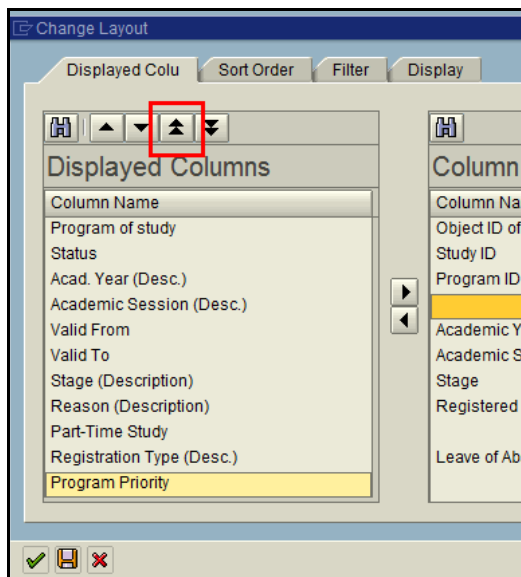 Change Layout
Displayed Colu
Sort Order
Filter
Display
Displayed Columns
Column Name
Program of study
Status
Acad. Year (Desc.)
Academic Session (Desc.)
Valid From
Valid To
Stage (Description)
Reason (Description)
Part-Time Study
Registration Type (Desc.)
Program Priority
Column
Column Na
Object ID of
Study ID
Program ID
Academic Y
Academic S
Stage
Registered
Leave of Ab